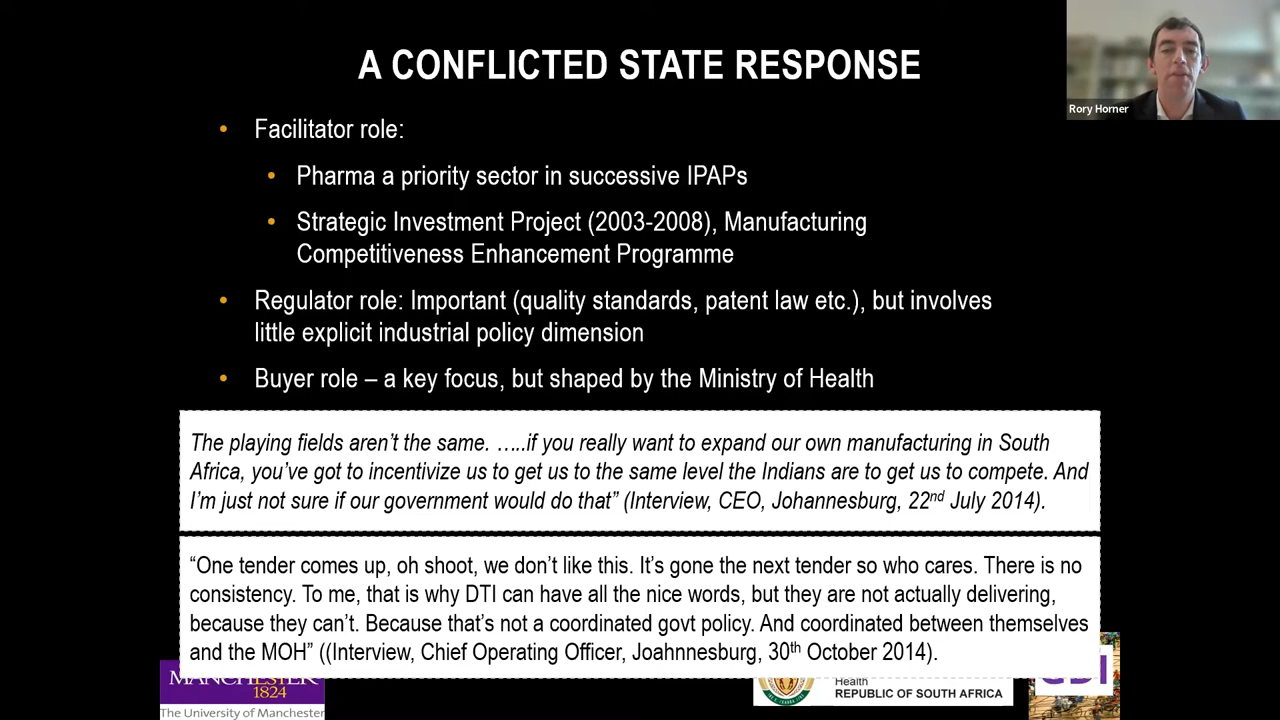 A CONFLICTED STATE RESPONSE
Rory Horner
• Facilitator role:
• Pharma a priority sector in successive IPAPs
• Strategic Investment Project (2003-2008), Manufacturing
Competitiveness Enhancement Programme
• Regulator role: Important (quality standards, patent law etc.), but involves
little explicit industrial policy dimension
• Buyer role – a key focus, but shaped by the Ministry of Health
The playing fields aren't the same. …..if you really want to expand our own manufacturing in South
Africa, you've got to incentivize us to get us to the same level the Indians are to get us to compete. And
I'm just not sure if our government would do that” (Interview, CEO, Johannesburg, 22nd July 2014).
“One tender comes up, oh shoot, we don't like this. It's gone the next tender so who cares. There is no
consistency. To me, that is why DTI can have all the nice words, but they are not actually delivering,
because they can't. Because that's not a coordinated govt policy. And coordinated between themselves
and the MOH” ((Interview, Chief Operating Officer, Joahnnesburg, 30th October 2014).
MANCHESTER
1824
The University of Manchester
Health
REPUBLIC OF SOUTH AFRICA
GDI